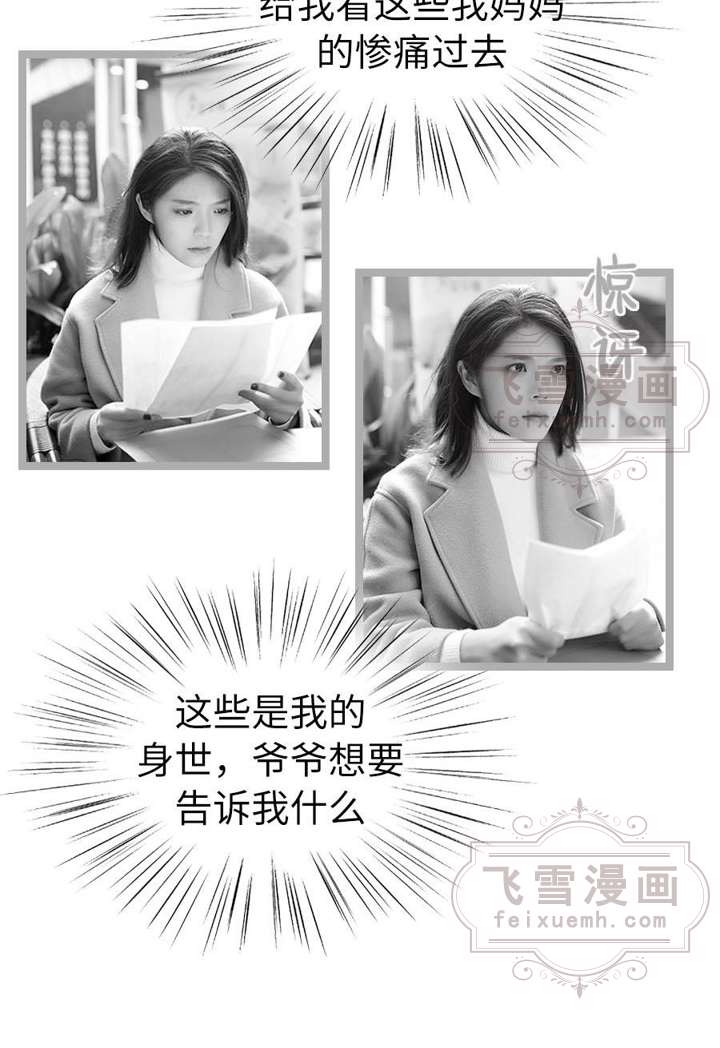 给我看这些我妈妈
的惨痛过去
惊讶
飞雪漫画
feixuemh.com
这些是我的
身世，爷爷想要
告诉我什么
飞雪漫画
feixuemh.com